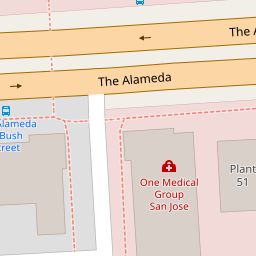 The A
The Alameda
Alameda
Bush
treet
One Medical
Group
San Jose
Plant
51